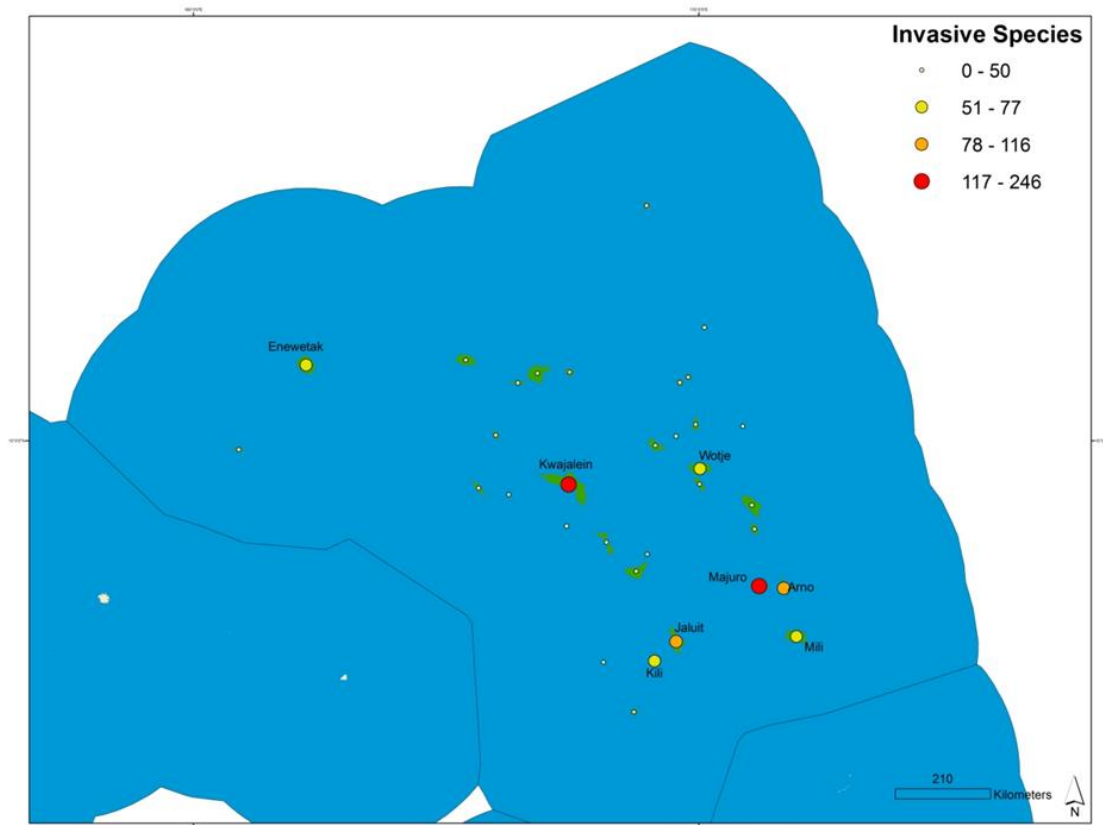 Invasive Species
0 - 50
51 - 77
78 - 116
117 - 246
Enewetak
Wotje
Kwajalein
Majuro
Arno
Jaluit
Mili
Kili
210
Kilometers
N